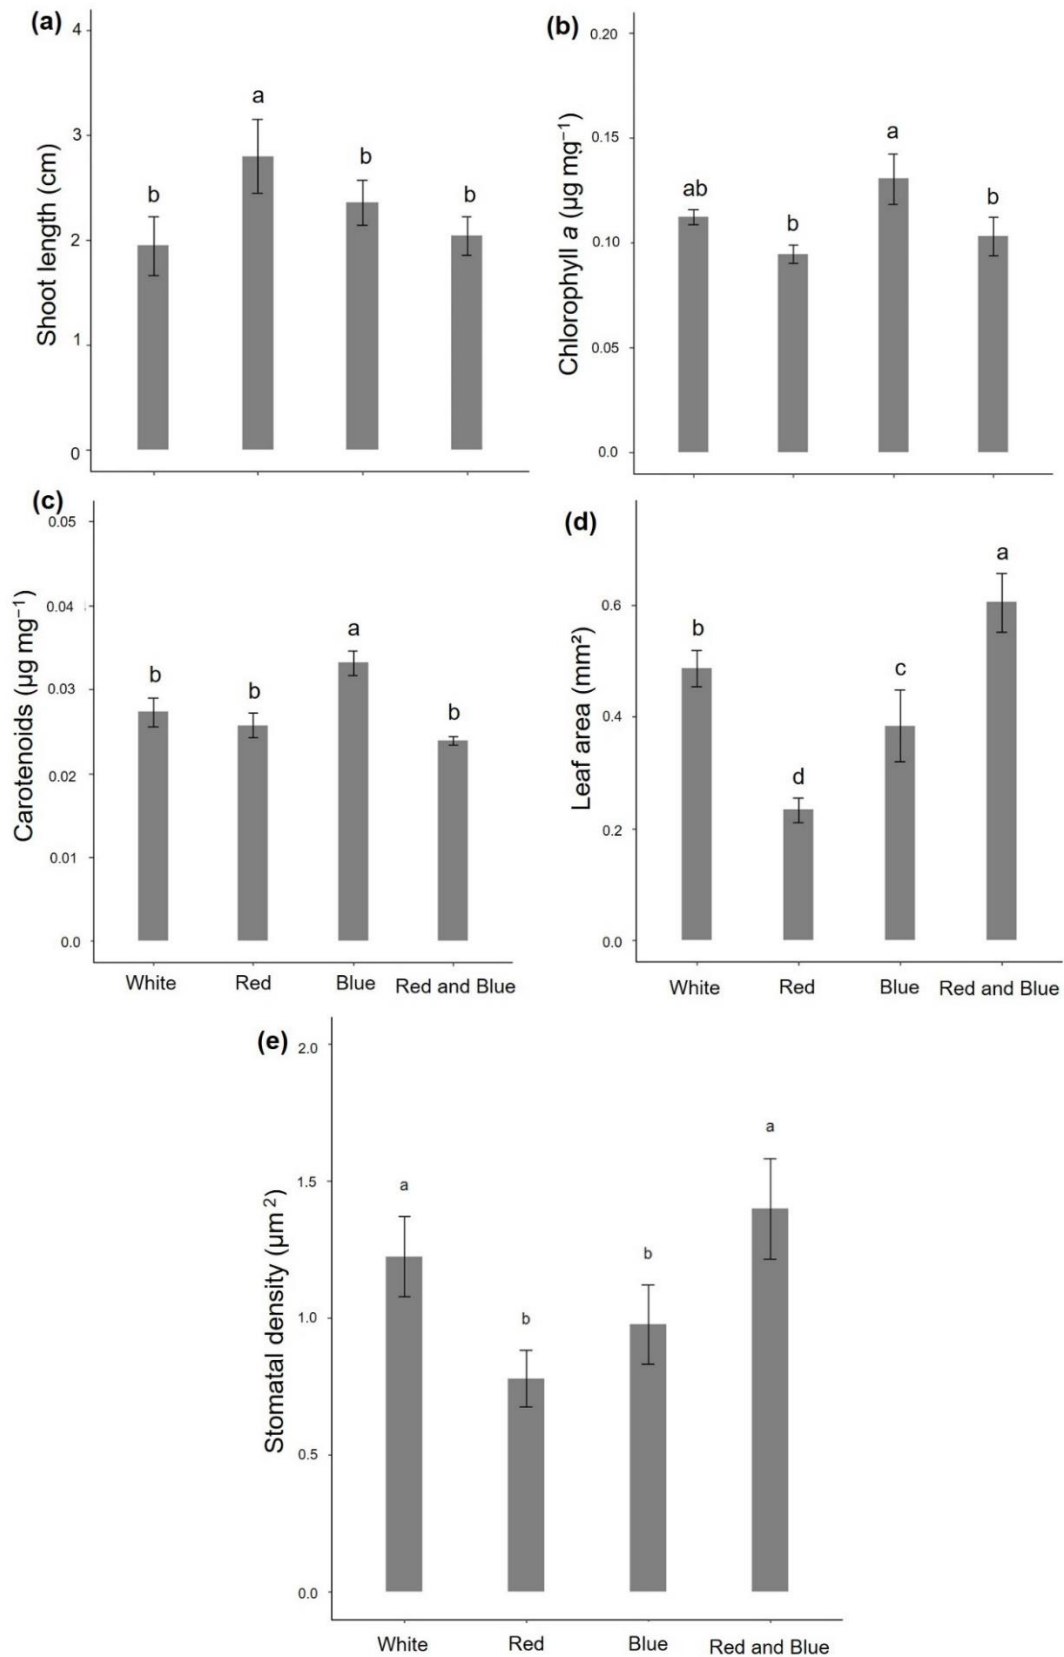 (a)
4
3
2
1
0
Shoot length (cm)
b
a
b
b
(b)
0.20
0.15
0.10
0.05
0.0
Chlorophyll a (µg mg⁻¹)
ab
b
a
b
(c)
0.05
0.04
0.03
0.02
0.01
0.0
Carotenoids (µg mg⁻¹)
b
b
a
b
White Red Blue Red and Blue
(d)
0.6
0.4
0.2
0.0
Leaf area (mm²)
b
d
c
a
White Red Blue Red and Blue
(e)
2.0
1.5
1.0
0.5
0.0
Stomatal density (µm²)
a
b
b
a
White Red Blue Red and Blue